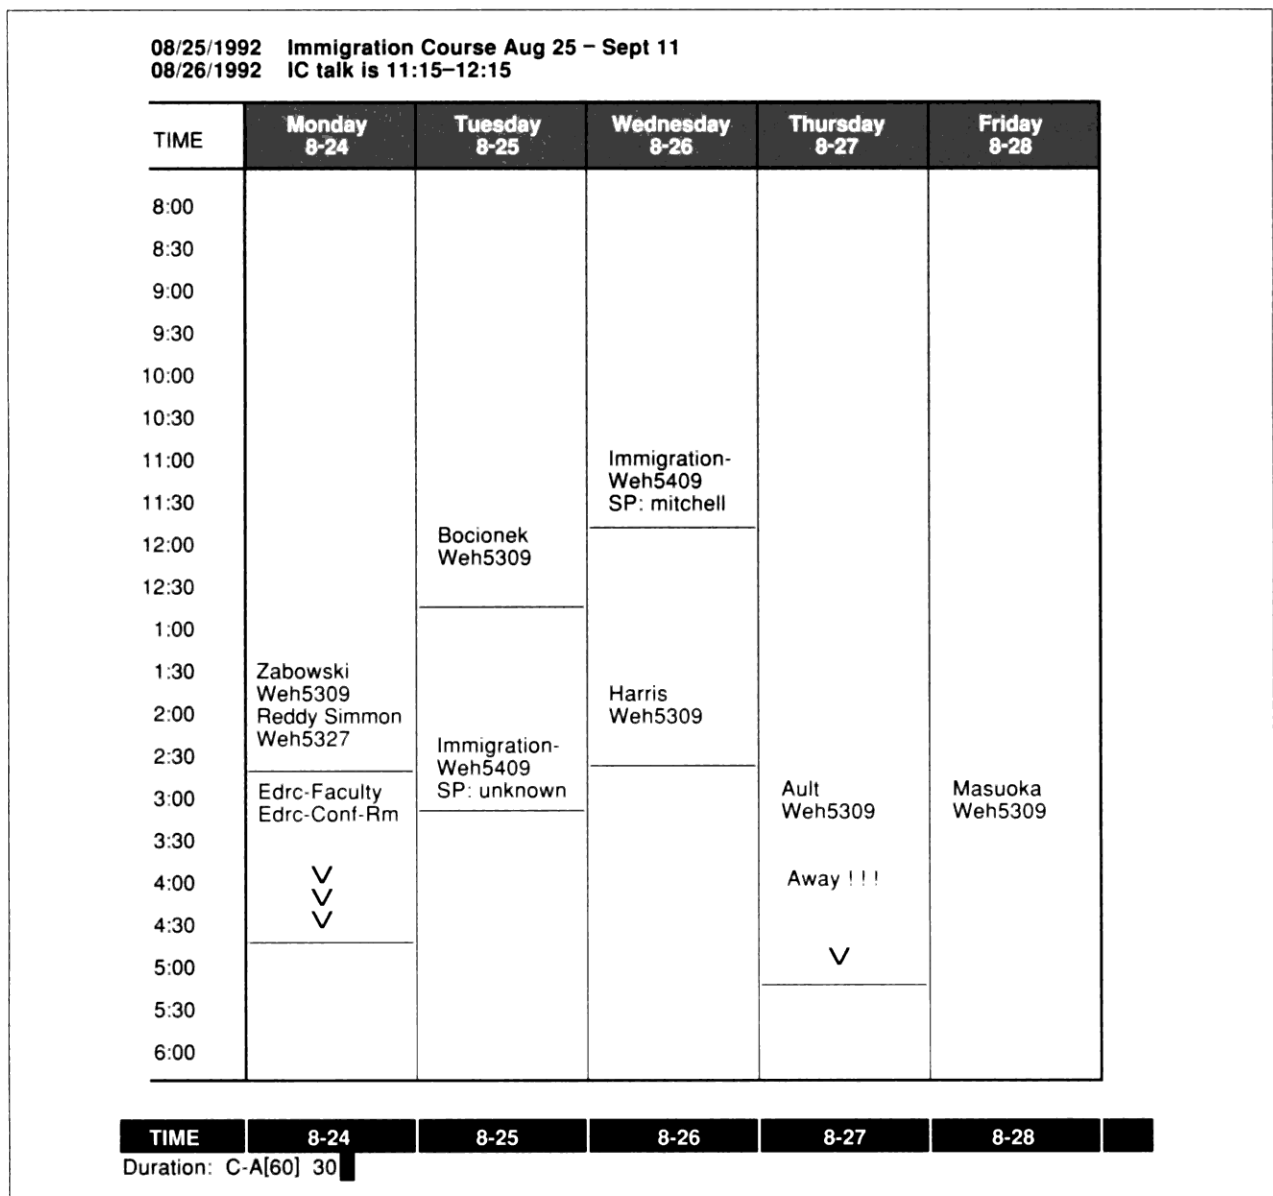 08/25/1992 Immigration Course Aug 25 – Sept 11
08/26/1992 IC talk is 11:15–12:15
TIME Monday 8-24 Tuesday 8-25 Wednesday 8-26 Thursday 8-27 Friday 8-28
8:00
8:30
9:00
9:30
10:00
10:30
11:00 Immigration-
Weh5409
11:30 SP: mitchell
Bocionek
12:00 Weh5309
12:30
1:00
1:30 Zabowski
Weh5309 Harris
2:00 Reddy Simmon Weh5309
Weh5327 Immigration-
2:30 Weh5409
Edrc-Faculty SP: unknown Ault Masuoka
3:00 Edrc-Conf-Rm Weh5309 Weh5309
3:30
4:00 V Away ! ! !
V
4:30 V
V
5:00
5:30
6:00
TIME 8-24 8-25 8-26 8-27 8-28
Duration: C-A[60] 30